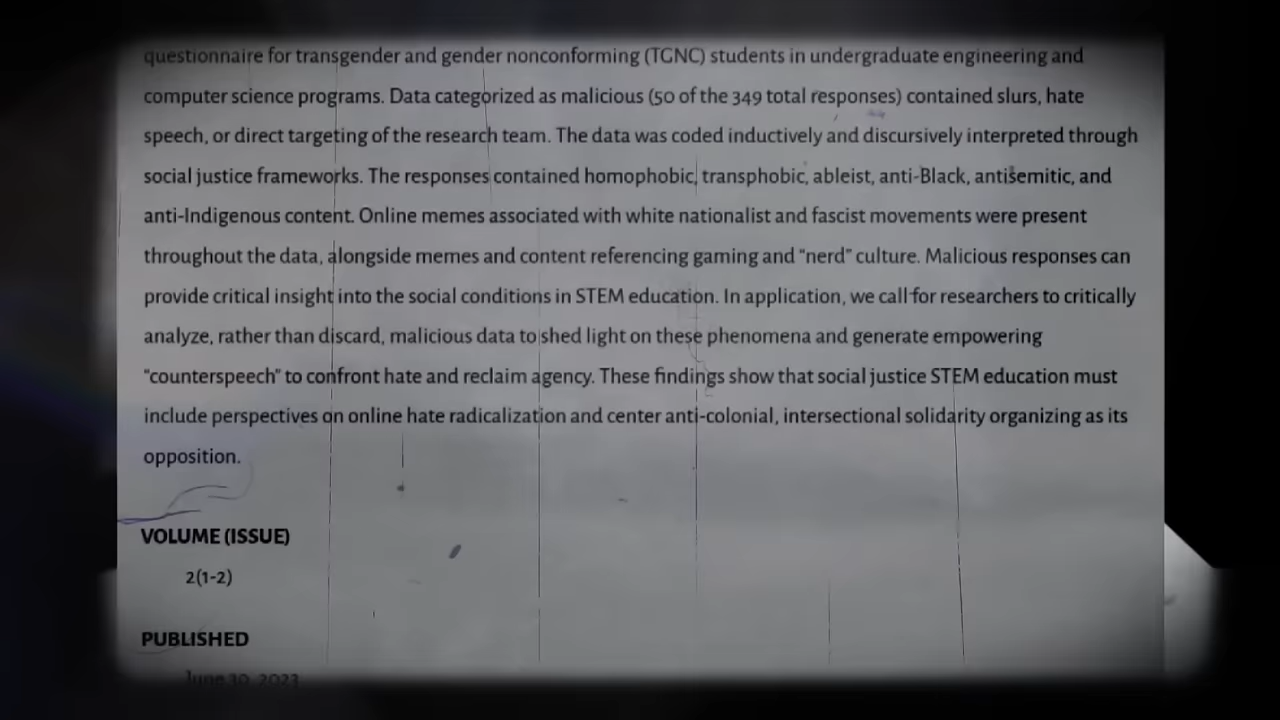 questionnaire for transgender and gender nonconforming (TGNC) students in undergraduate engineering and
computer science programs. Data categorized as malicious (50 of the 349 total responses) contained slurs, hate
speech, or direct targeting of the research team. The data was coded inductively and discursively interpreted through
social justice frameworks. The responses contained homophobic, transphobic, ableist, anti-Black, antisemitic, and
anti-Indigenous content. Online memes associated with white nationalist and fascist movements were present
throughout the data, alongside memes and content referencing gaming and “nerd” culture. Malicious responses can
provide critical insight into the social conditions in STEM education. In application, we call for researchers to critically
analyze, rather than discard, malicious data to shed light on these phenomena and generate empowering
“counterspeech” to confront hate and reclaim agency. These findings show that social justice STEM education must
include perspectives on online hate radicalization and center anti-colonial, intersectional solidarity organizing as its
opposition.
VOLUME (ISSUE)
2(1-2)
PUBLISHED
June 30, 2023